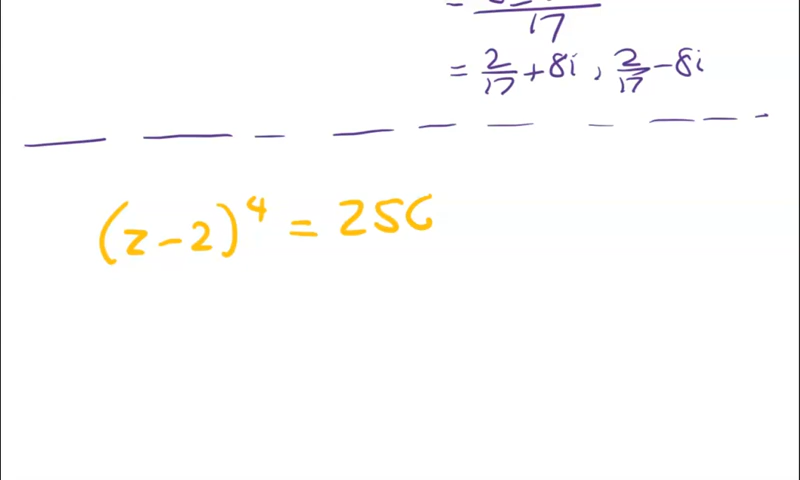 17
= 2/17 + 8i , 2/17 - 8i
(z - 2)^4 = 256